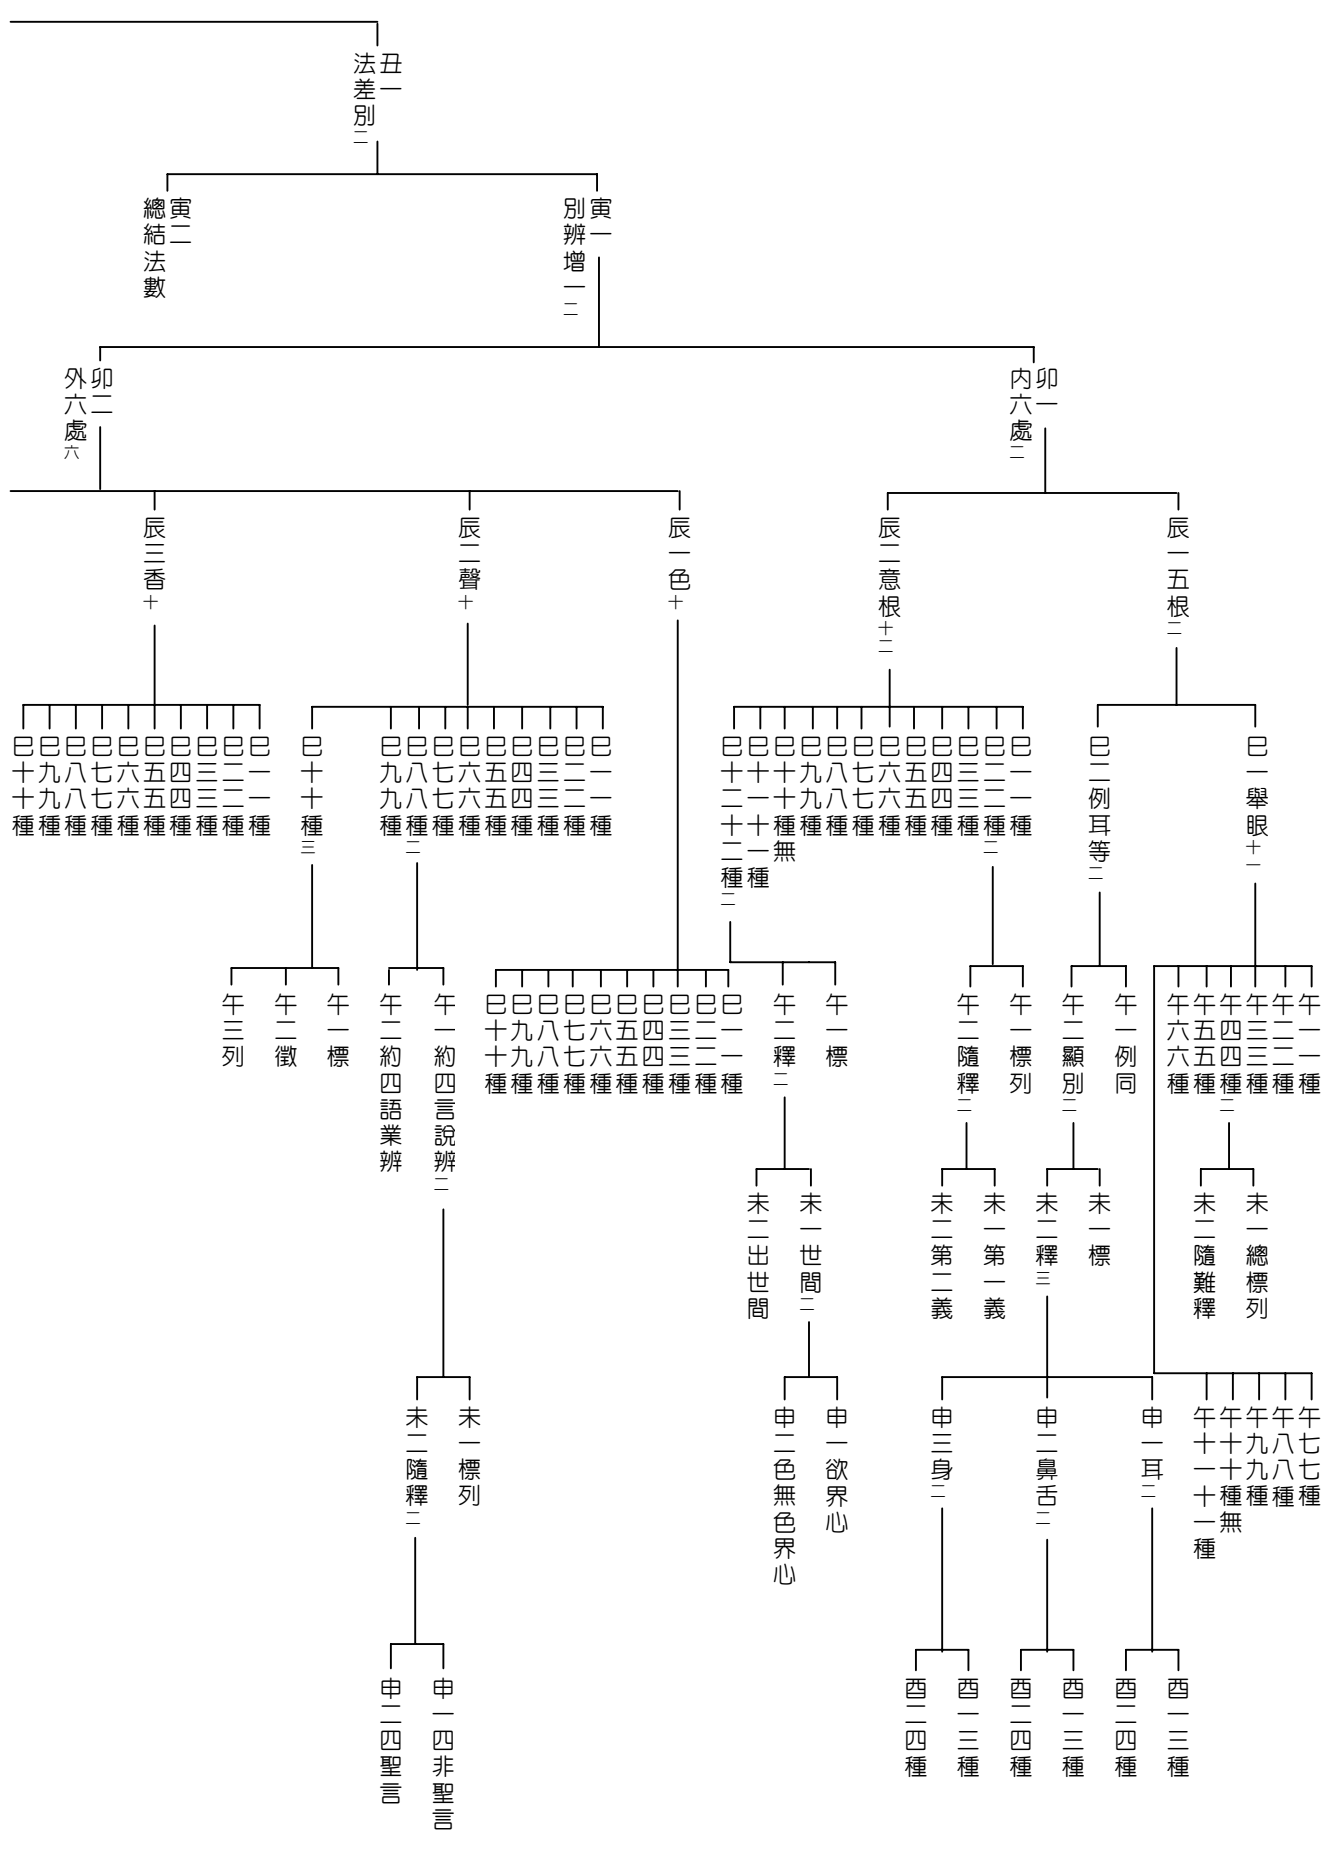 丑一
法差別二
寅一
別辨增一二
寅二
總結法數
卯一
內六處二
卯二
外六處六
辰一五根二
辰二意根十二
辰一色十
辰二聲十
辰三香十
巳一舉眼十一
巳二例耳等二
巳一一種
巳二二種二
巳三三種
巳四四種
巳五五種
巳六六種
巳七七種
巳八八種
巳九九種
巳十十種無
巳十一十一種
巳十二十二種二
巳一一種
巳二二種
巳三三種
巳四四種
巳五五種
巳六六種
巳七七種
巳八八種二
巳九九種
巳十十種三
巳一一種
巳二二種
巳三三種
巳四四種
巳五五種
巳六六種
巳七七種
巳八八種
巳九九種
巳十十種
午一一種
午二二種
午三三種
午四四種二
午五五種
午六六種
午一例同
午二顯別二
午一標列
午二隨釋二
午一標
午二釋二
巳一一種
巳二二種
巳三三種
巳四四種
巳五五種
巳六六種
巳七七種
巳八八種
巳九九種
巳十十種
午一約四言說辨二
午二約四語業辨
午一標
午二徵
午三列
未一總標列
未二隨難釋
未一標
未二釋三
未一第一義
未二第二義
未一世間二
未二出世間
午七七種
午八八種
午九九種
午十十種無
午十一十一種
申一耳二
申二鼻舌二
申三身二
申一欲界心
申二色無色界心
未一標列
未二隨釋二
酉一三種
酉二四種
酉一三種
酉二四種
酉一三種
酉二四種
申一四非聖言
申二四聖言